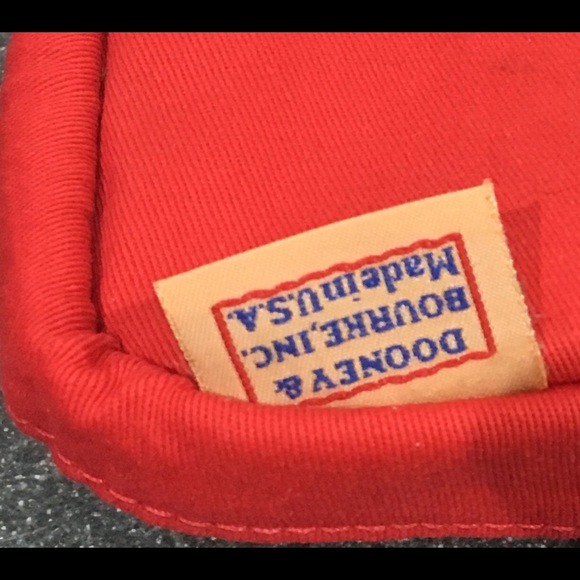 DOONEY &
BOURKE, INC.
Made in U.S.A.